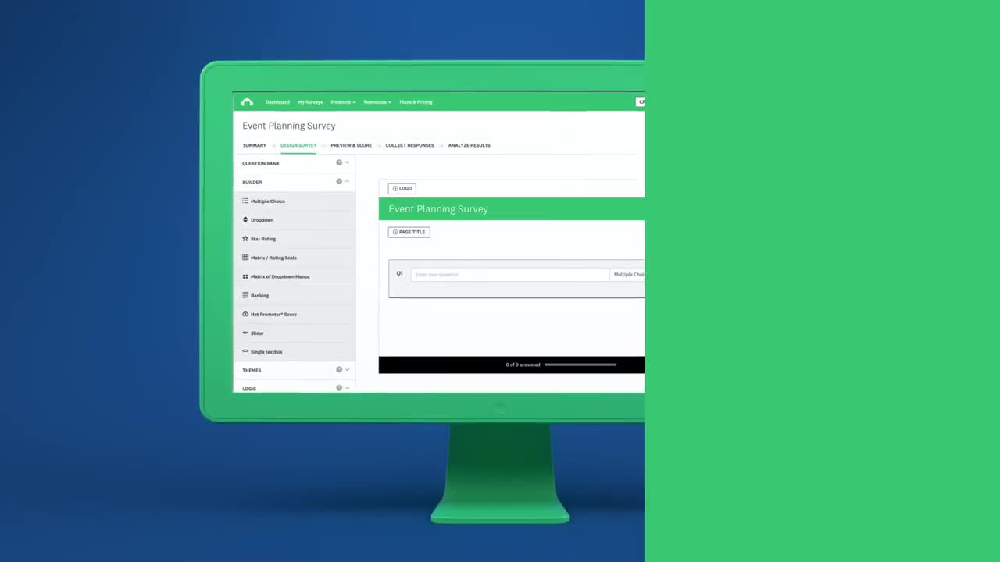 Dashboard My Surveys Products Resources Plans & Pricing
Event Planning Survey
SUMMARY DESIGN SURVEY PREVIEW & SCORE COLLECT RESPONSES ANALYZE RESULTS
QUESTION BANK
BUILDER
Multiple Choice
Dropdown
Star Rating
Matrix / Rating Scale
Matrix of Dropdown Menus
Ranking
Net Promoter® Score
Slider
Single textbox
THEMES
LOGIC
LOGO
Event Planning Survey
PAGE TITLE
Q1 Enter your question Multiple
0 of 0 answered